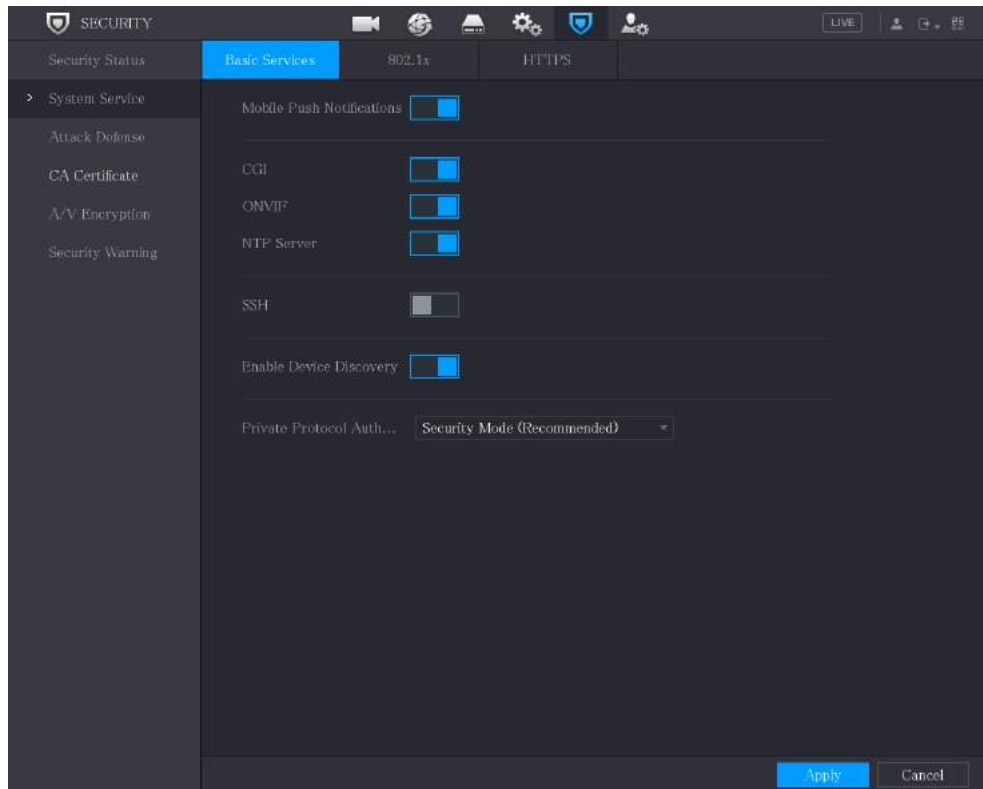 SECURITY
LIVE
Security Status
Basic Services
802.1x
HTTPS
System Service
Mobile Push Notifications
Attack Defense
CA Certificate
CGI
A/V Encryption
ONVIF
NTP Server
Security Warning
SSH
Enable Device Discovery
Private Protocol Auth... Security Mode (Recommended)
Apply
Cancel